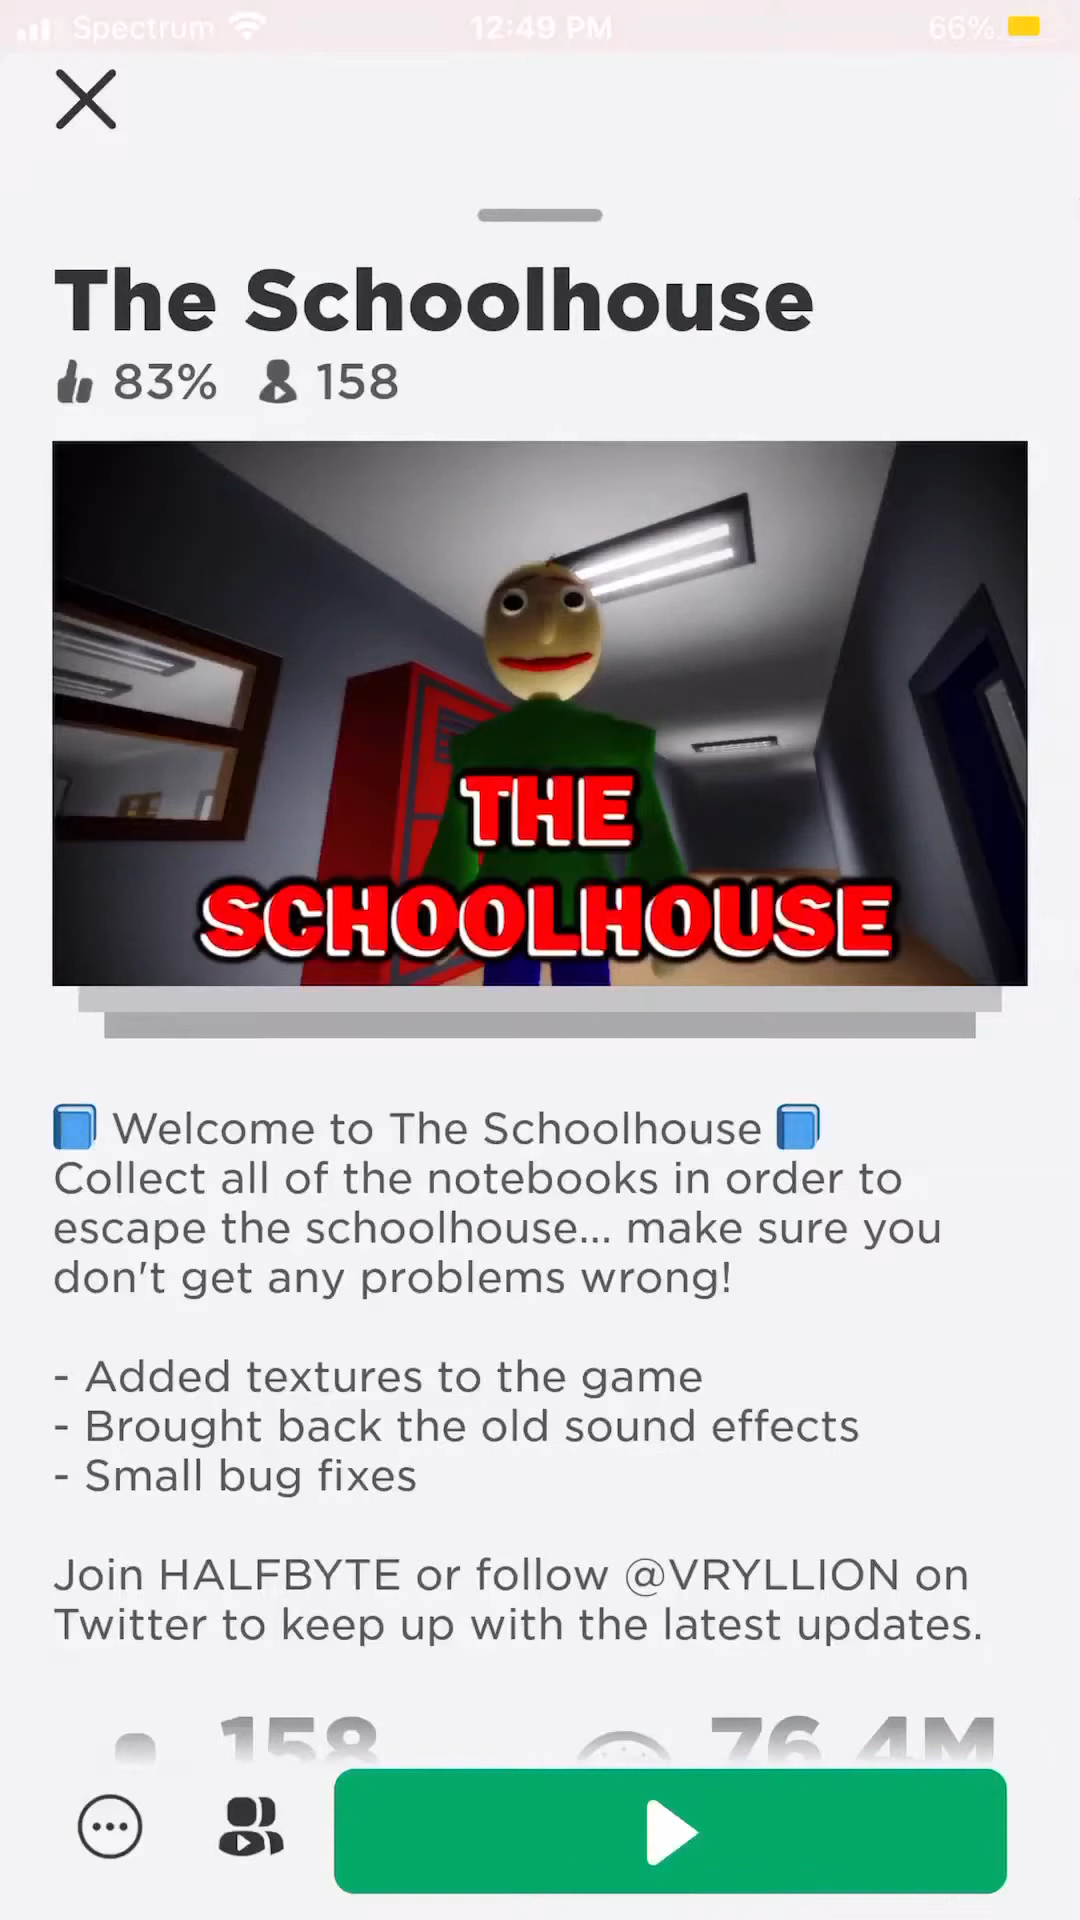 Spectrum 12:49 PM 66%
The Schoolhouse
83% 158
THE
SCHOOLHOUSE
📘 Welcome to The Schoolhouse 📘
Collect all of the notebooks in order to
escape the schoolhouse... make sure you
don't get any problems wrong!
- Added textures to the game
- Brought back the old sound effects
- Small bug fixes
Join HALFBYTE or follow @VRYLLION on
Twitter to keep up with the latest updates.
158 76.4M